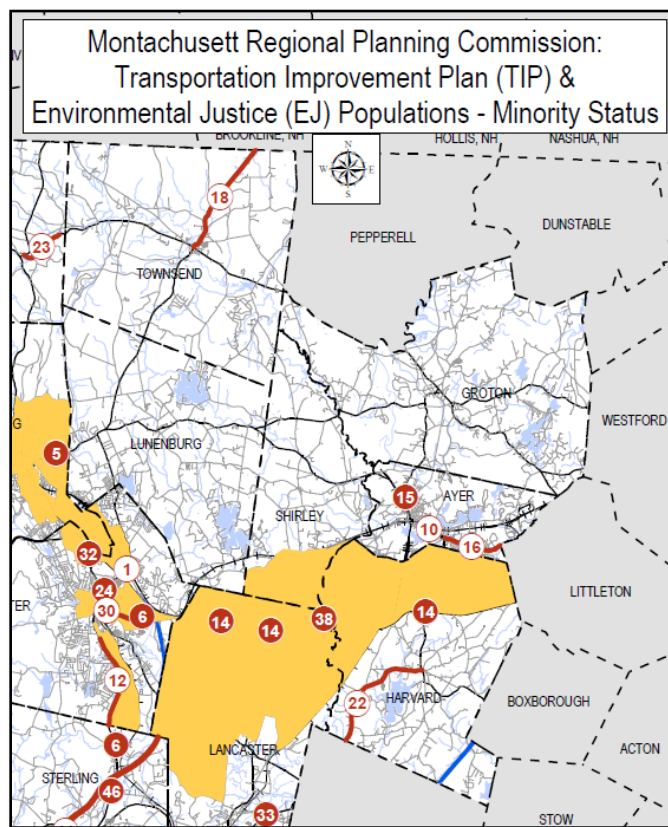 Montachusett Regional Planning Commission:
Transportation Improvement Plan (TIP) &
Environmental Justice (EJ) Populations - Minority Status
BROOKLINE, NH
HOLLIS, NH
NASHUA, NH
N
W
E
S
18
DUNSTABLE
PEPPERELL
23
TOWNSEND
GROTON
WESTFORD
G
LUNENBURG
5
15
AYER
SHIRLEY
10
16
32
1
LITTLETON
24
TER
30
6
14
14
38
14
12
22
HARVARD
BOXBOROUGH
6
LANCASTER
ACTON
STERLING
46
33
STOW